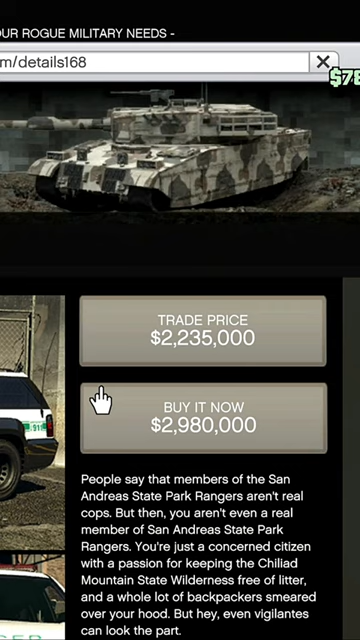 OUR ROGUE MILITARY NEEDS -
m/details168
$78
TRADE PRICE
$2,235,000
BUY IT NOW
$2,980,000
911
People say that members of the San
Andreas State Park Rangers aren't real
cops. But then, you aren't even a real
member of San Andreas State Park
Rangers. You're just a concerned citizen
with a passion for keeping the Chiliad
Mountain State Wilderness free of litter,
and a whole lot of backpackers smeared
over your hood. But hey, even vigilantes
can look the part.